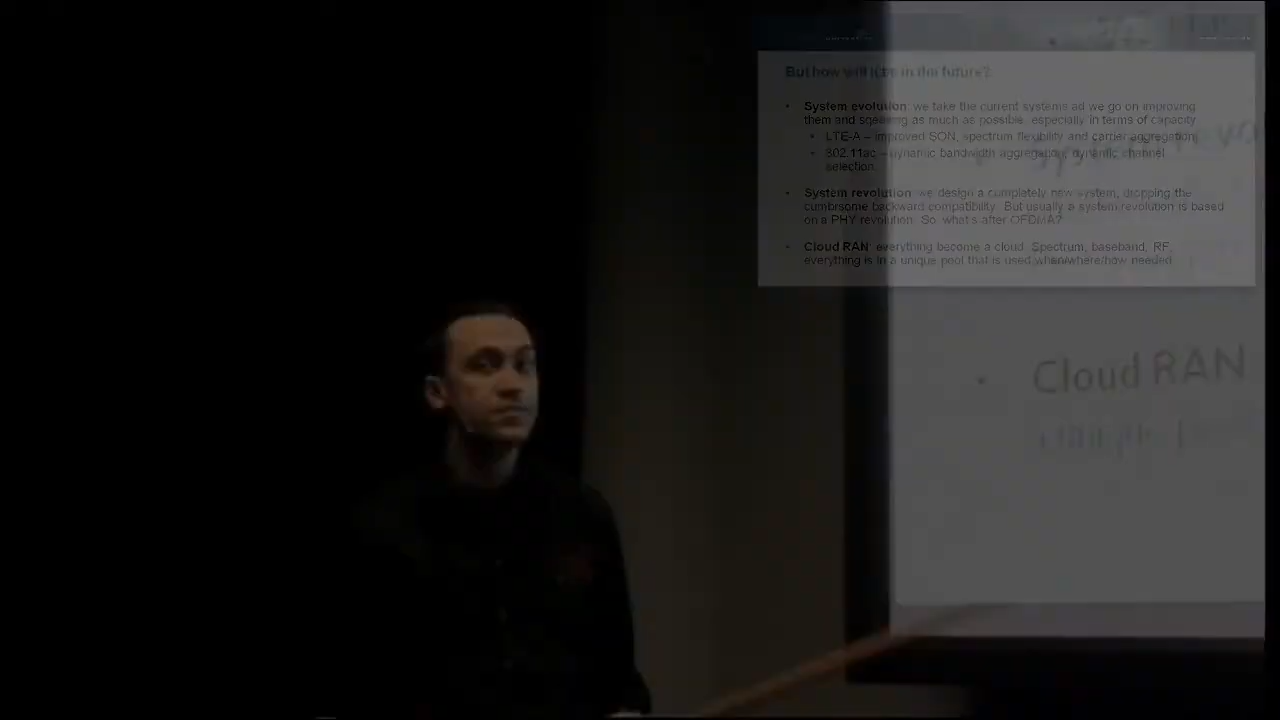 But how will it be in the future?
• System evolution: we take the current systems ad we go on improving
them and sqeezing as much as possible, especially in terms of capacity
• LTE-A – improved SON, spectrum flexibility and carrier aggregation
• 802.11ac – dynamic bandwidth aggregation, dynamic channel
selection.
• System revolution: we design a completely new system, dropping the
cumbrsome backward compatibility. But usually a system revolution is based
on a PHY revolution. So, what's after OFDMA?
• Cloud RAN: everything become a cloud. Spectrum, baseband, RF,
everything is in a unique pool that is used when/where/how needed
• Cloud RAN